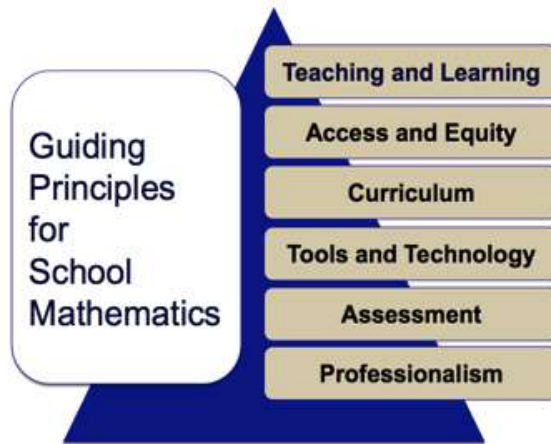 Guiding
Principles
for
School
Mathematics
Teaching and Learning
Access and Equity
Curriculum
Tools and Technology
Assessment
Professionalism